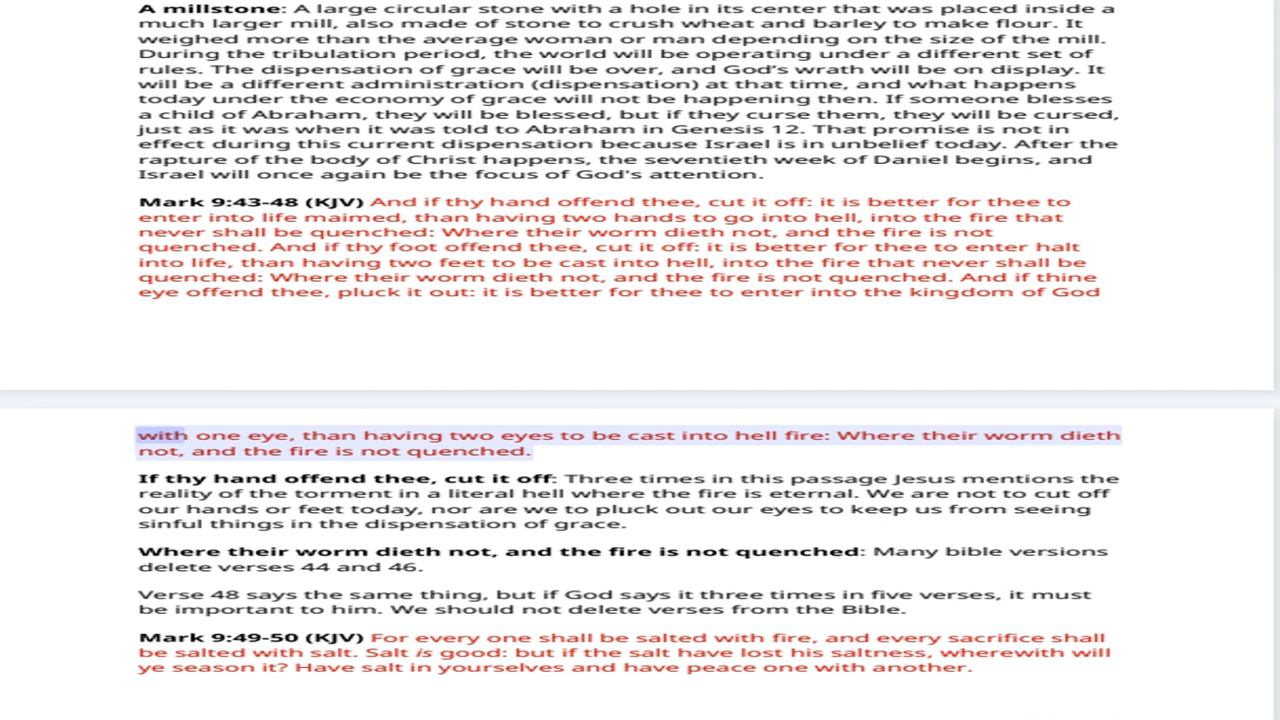 A millstone: A large circular stone with a hole in its center that was placed inside a
much larger mill, also made of stone to crush wheat and barley to make flour. It
weighed more than the average woman or man depending on the size of the mill.
During the tribulation period, the world will be operating under a different set of
rules. The dispensation of grace will be over, and God's wrath will be on display. It
will be a different administration (dispensation) at that time, and what happens
today under the economy of grace will not be happening then. If someone blesses
a child of Abraham, they will be blessed, but if they curse them, they will be cursed,
just as it was when it was told to Abraham in Genesis 12. That promise is not in
effect during this current dispensation because Israel is in unbelief today. After the
rapture of the body of Christ happens, the seventieth week of Daniel begins, and
Israel will once again be the focus of God's attention.
Mark 9:43-48 (KJV) And if thy hand offend thee, cut it off: it is better for thee to
enter into life maimed, than having two hands to go into hell, into the fire that
never shall be quenched: Where their worm dieth not, and the fire is not
quenched. And if thy foot offend thee, cut it off: it is better for thee to enter halt
into life, than having two feet to be cast into hell, into the fire that never shall be
quenched: Where their worm dieth not, and the fire is not quenched. And if thine
eye offend thee, pluck it out: it is better for thee to enter into the kingdom of God
with one eye, than having two eyes to be cast into hell fire: Where their worm dieth
not, and the fire is not quenched.
If thy hand offend thee, cut it off: Three times in this passage Jesus mentions the
reality of the torment in a literal hell where the fire is eternal. We are not to cut off
our hands or feet today, nor are we to pluck out our eyes to keep us from seeing
sinful things in the dispensation of grace.
Where their worm dieth not, and the fire is not quenched: Many bible versions
delete verses 44 and 46.
Verse 48 says the same thing, but if God says it three times in five verses, it must
be important to him. We should not delete verses from the Bible.
Mark 9:49-50 (KJV) For every one shall be salted with fire, and every sacrifice shall
be salted with salt. Salt is good: but if the salt have lost his saltness, wherewith will
ye season it? Have salt in yourselves and have peace one with another.